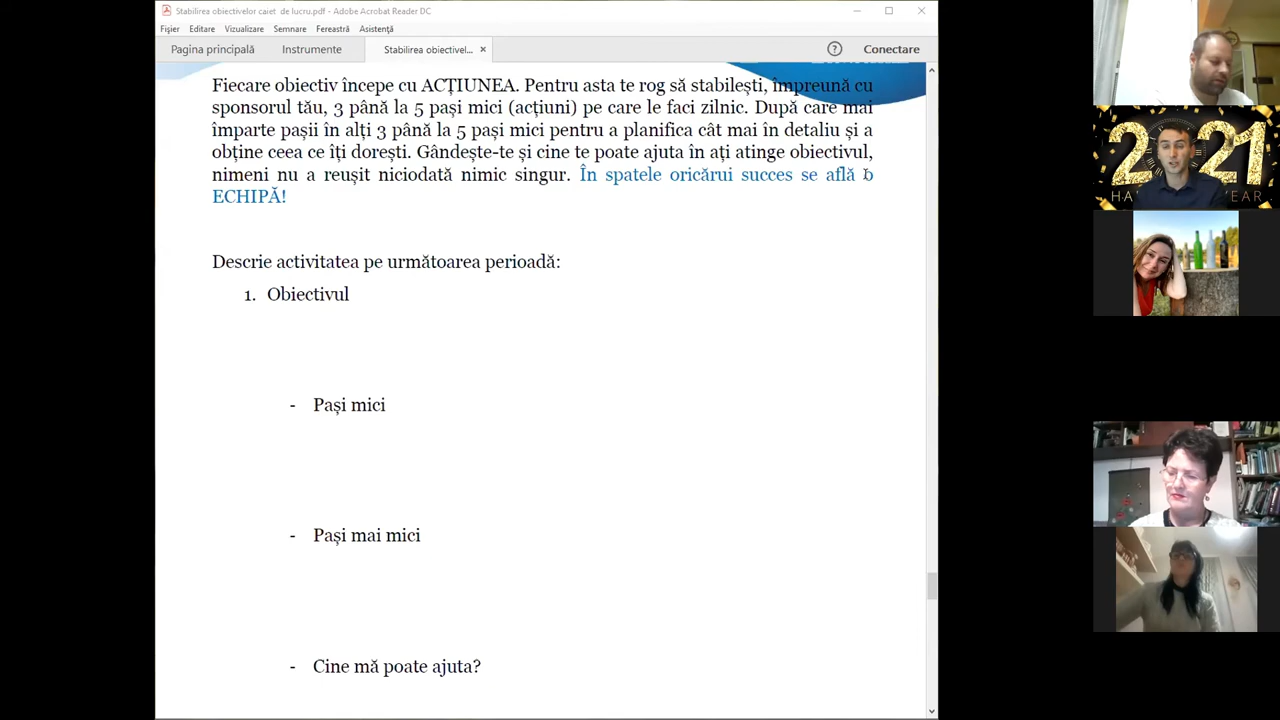 Stabilirea obiectivelor caiet de lucru.pdf - Adobe Acrobat Reader DC
Fișier Editare Vizualizare Semnare Fereastră Asistență
Pagina principală Instrumente Stabilirea obiectivel... × ? Conectare
Fiecare obiectiv începe cu ACȚIUNEA. Pentru asta te rog să stabilești, împreună cu
sponsorul tău, 3 până la 5 pași mici (acțiuni) pe care le faci zilnic. După care mai
împarte pașii în alți 3 până la 5 pași mici pentru a planifica cât mai în detaliu și a
obține ceea ce îți dorești. Gândește-te și cine te poate ajuta în ați atinge obiectivul,
nimeni nu a reușit niciodată nimic singur. În spatele oricărui succes se află o
ECHIPĂ!
Descrie activitatea pe următoarea perioadă:
1. Obiectivul
- Pași mici
- Pași mai mici
- Cine mă poate ajuta?
2021